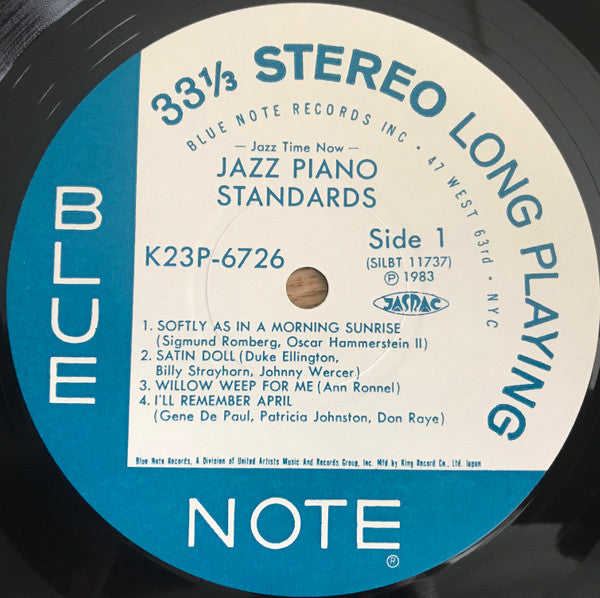 33⅓ STEREO LONG PLAYING
BLUE NOTE RECORDS INC · 47 WEST 63rd · NYC
— Jazz Time Now —
JAZZ PIANO
STANDARDS
K23P-6726
Side 1
(SILBT 11737)
Ⓟ 1983
JASRAC
1. SOFTLY AS IN A MORNING SUNRISE
(Sigmund Romberg, Oscar Hammerstein II)
2. SATIN DOLL (Duke Ellington,
Billy Strayhorn, Johnny Wercer)
3. WILLOW WEEP FOR ME (Ann Ronnel)
4. I'LL REMEMBER APRIL
(Gene De Paul, Patricia Johnston, Don Raye)
Blue Note Records, A Division of United Artists Music And Records Group, Inc. Mfd by King Record Co., Ltd. Japan
BLUE
NOTE®